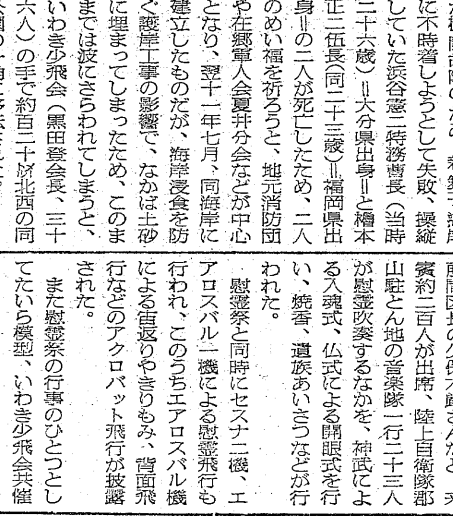 に不時着しようとして失敗、操縦
していた浜谷憲二特務曹長（当時
二十六歳）＝大分県出身＝と櫓本
正二伍長（同二十三歳）＝福岡県出
身＝の二人が死亡したため、二人
のめい福を祈ろうと、地元消防団
や在郷軍人会夏井分会などが中心
となり、翌十一年七月、同海岸に
建立したものだが、海岸浸食を防
ぐ護岸工事の影響で、なかば土砂
に埋まってしまったため、このま
までは波にさらわれてしまうと、
いわき少飛会（黒田登会長、三十
六人）の手で約百二十㍍北西の同
賓約二百人が出席、陸上自衛隊郡
山駐とん地の音楽隊一行二十三人
が慰霊吹奏するなかを、神式によ
る入魂式、仏式による開眼式を行
い、焼香、遺族あいさつなどが行
われた。
慰霊祭と同時にセスナ二機、エ
アロスバル一機による慰霊飛行も
行われ、このうちエアロスバル機
による宙返りやきりもみ、背面飛
行などのアクロバット飛行が披露
された。
また慰霊祭の行事のひとつとし
てたいら模型、いわき少飛会共催